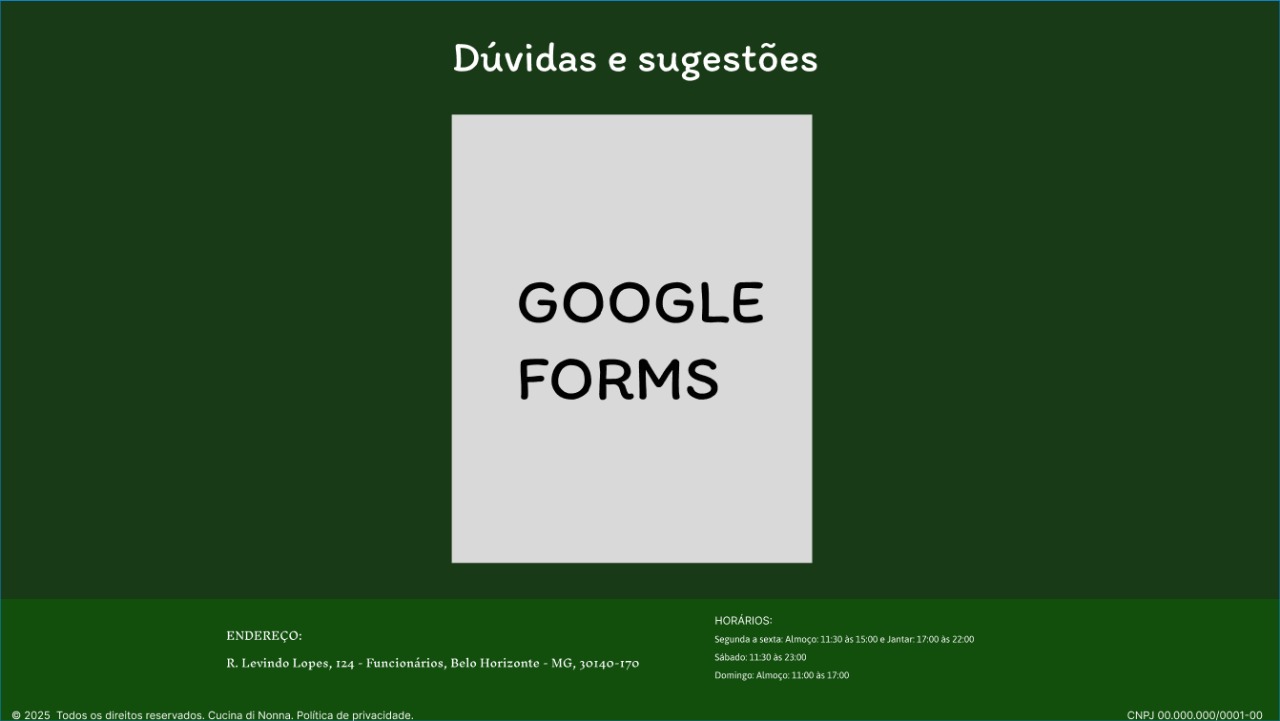 Dúvidas e sugestões
GOOGLE
FORMS
ENDEREÇO:
R. Levindo Lopes, 124 - Funcionários, Belo Horizonte - MG, 30140-170
HORÁRIOS:
Segunda a sexta: Almoço: 11:30 às 15:00 e Jantar: 17:00 às 22:00
Sábado: 11:30 às 23:00
Domingo: Almoço: 11:00 às 17:00
© 2025 Todos os direitos reservados. Cucina di Nonna. Política de privacidade.
CNPJ 00.000.000/0001-00